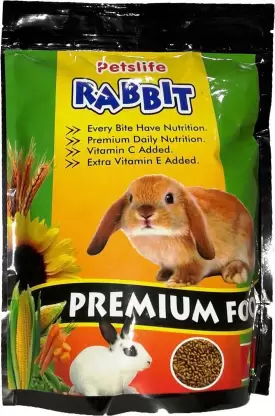 Petslife
RABBIT
Every Bite Have Nutrition.
Premium Daily Nutrition.
Vitamin C Added.
Extra Vitamin E Added.
PREMIUM FOO